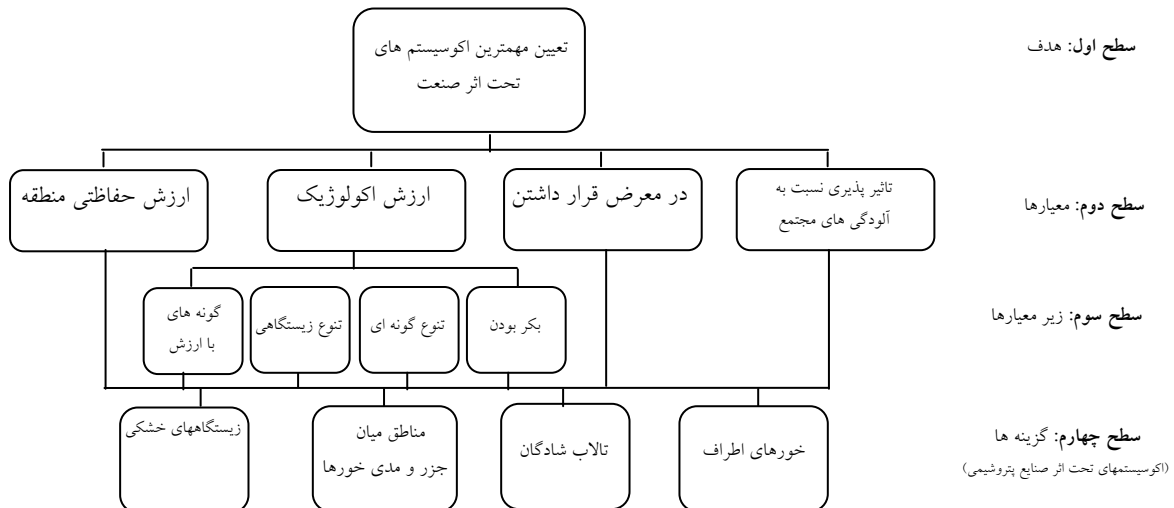 سطح اول: هدف
تعیین مهمترین اکوسیستم های
تحت اثر صنعت
سطح دوم: معیارها
تاثیر پذیری نسبت به
آلودگی های مجتمع
در معرض قرار داشتن
ارزش اکولوژیک
ارزش حفاظتی منطقه
سطح سوم: زیر معیارها
بکر بودن
تنوع گونه ای
تنوع زیستگاهی
گونه های
با ارزش
سطح چهارم: گزینه ها
(اکوسیستمهای تحت اثر صنایع پتروشیمی)
خورهای اطراف
تالاب شادگان
مناطق میان
جزر و مدی خورها
زیستگاههای خشکی